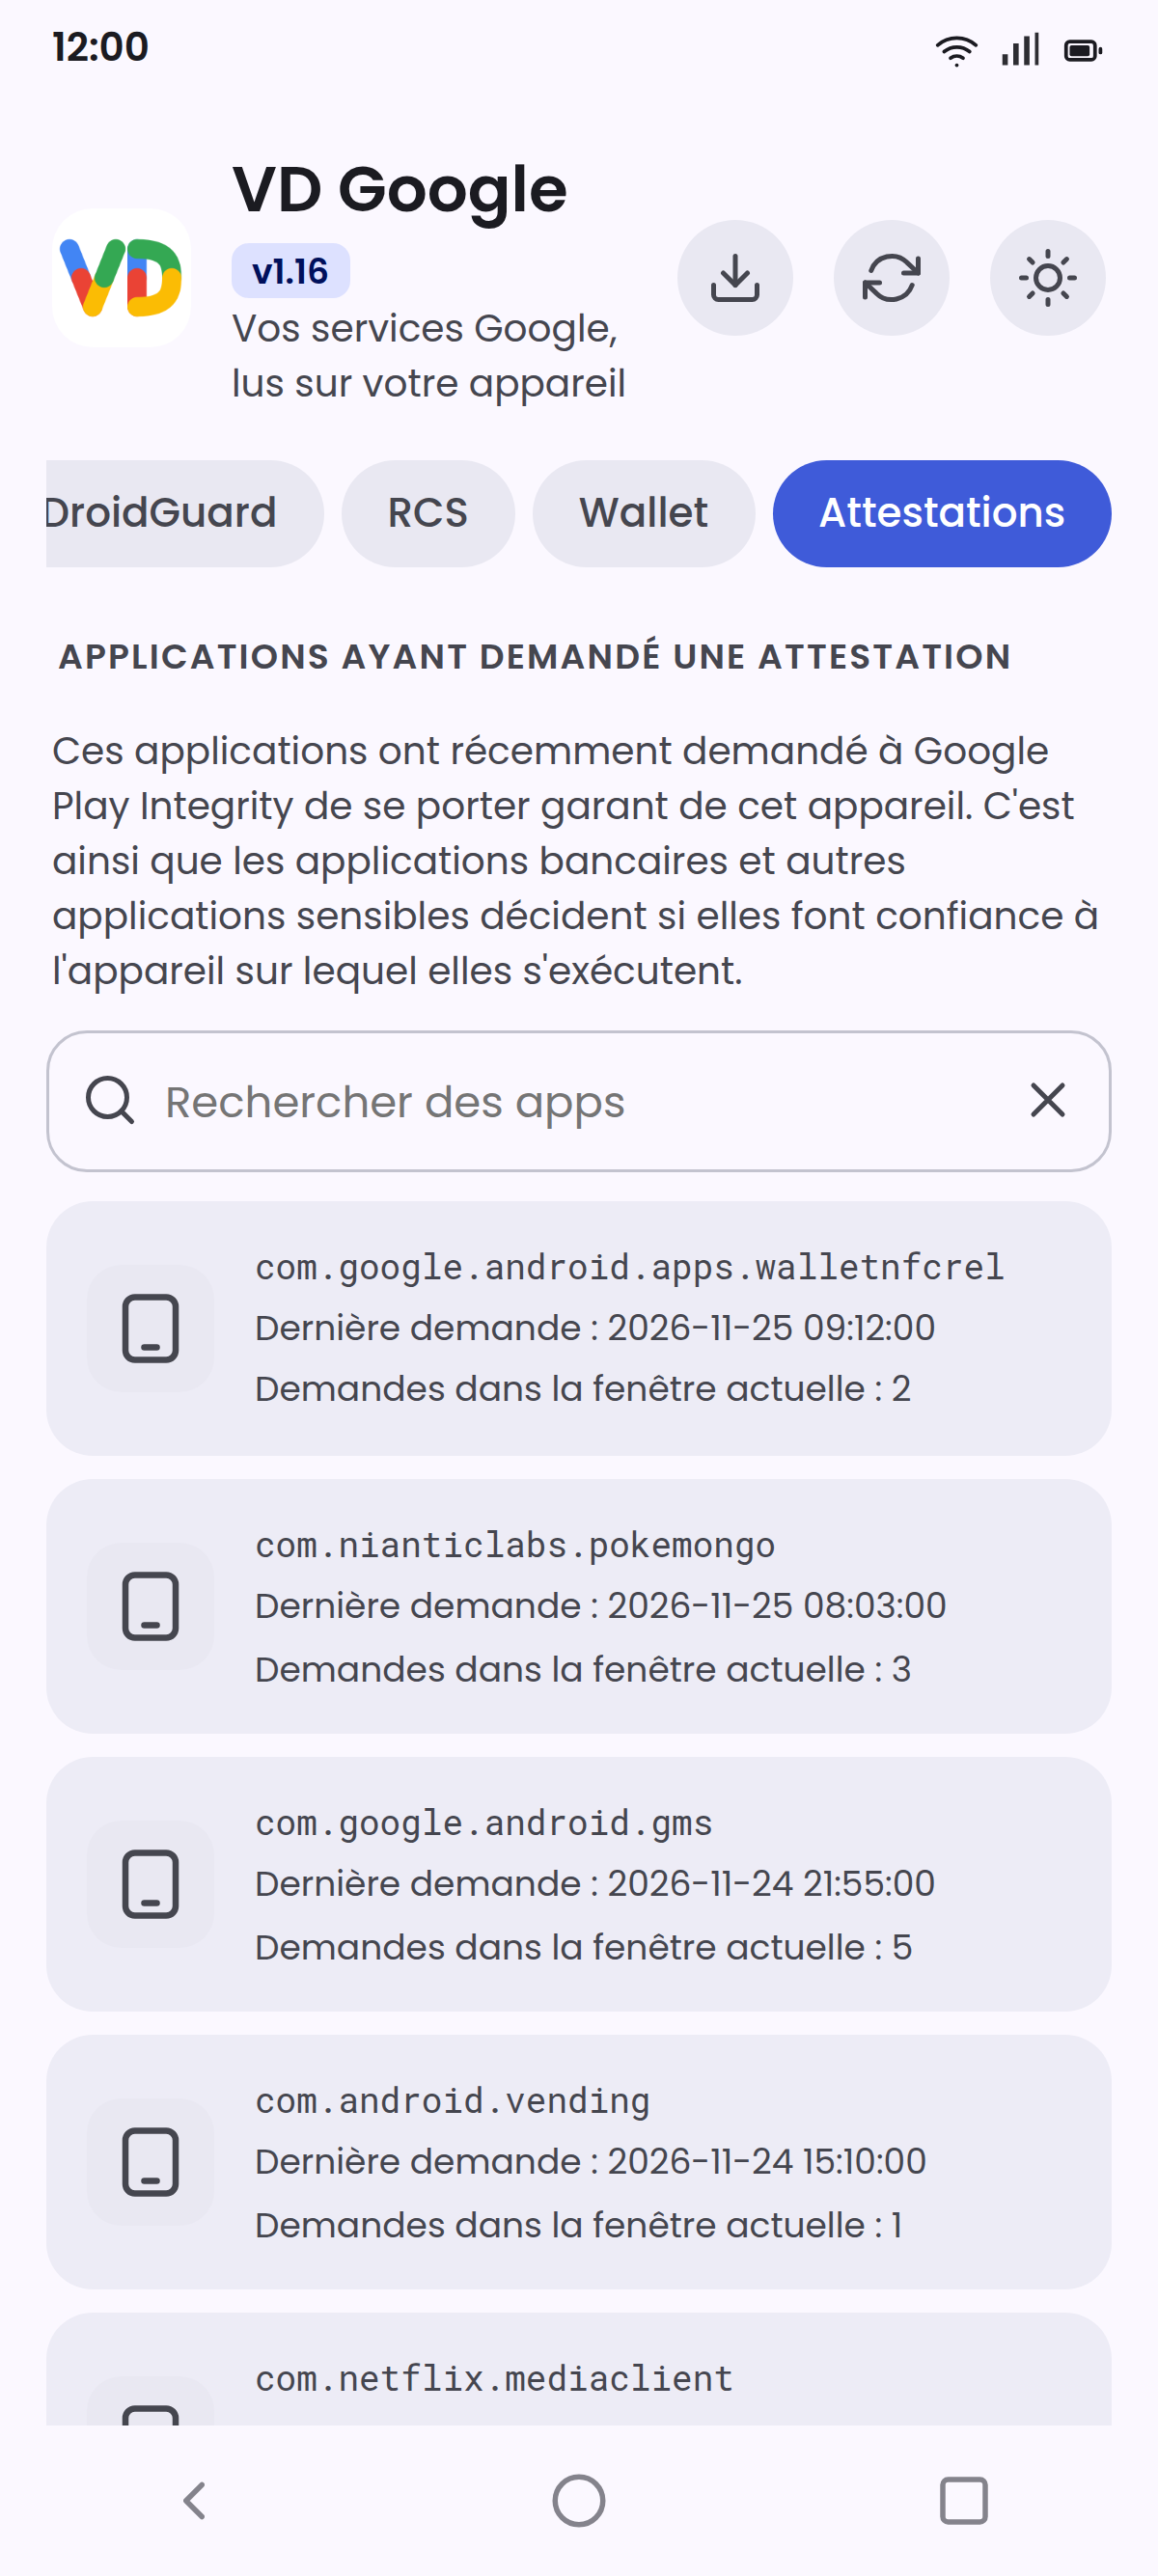 12:00
VD
VD Google
v1.16
Vos services Google,
lus sur votre appareil
DroidGuard
RCS
Wallet
Attestations
APPLICATIONS AYANT DEMANDÉ UNE ATTESTATION
Ces applications ont récemment demandé à Google
Play Integrity de se porter garant de cet appareil. C'est
ainsi que les applications bancaires et autres
applications sensibles décident si elles font confiance à
l'appareil sur lequel elles s'exécutent.
Rechercher des apps
com.google.android.apps.walletnfcrel
Dernière demande : 2026-11-25 09:12:00
Demandes dans la fenêtre actuelle : 2
com.nianticlabs.pokemongo
Dernière demande : 2026-11-25 08:03:00
Demandes dans la fenêtre actuelle : 3
com.google.android.gms
Dernière demande : 2026-11-24 21:55:00
Demandes dans la fenêtre actuelle : 5
com.android.vending
Dernière demande : 2026-11-24 15:10:00
Demandes dans la fenêtre actuelle : 1
com.netflix.mediaclient